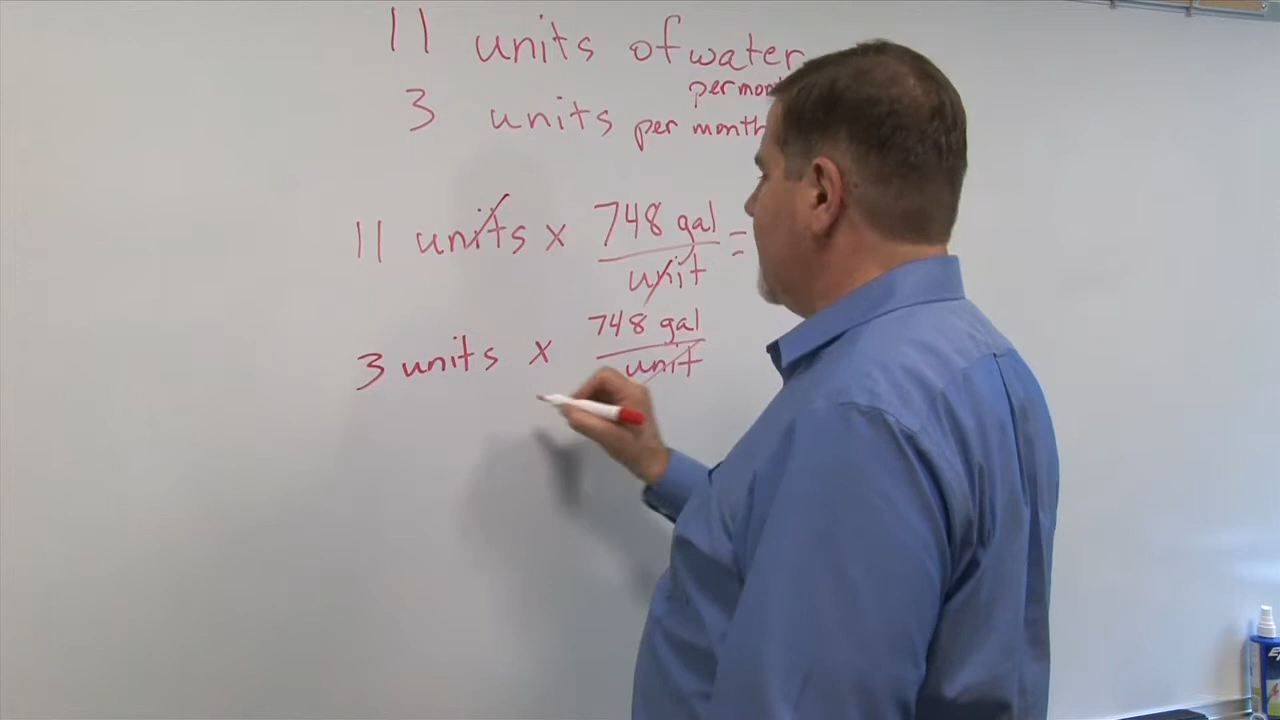 11 units of water
per mon
3 units per month
11 units x 748 gal =
unit
3 units x 748 gal
unit